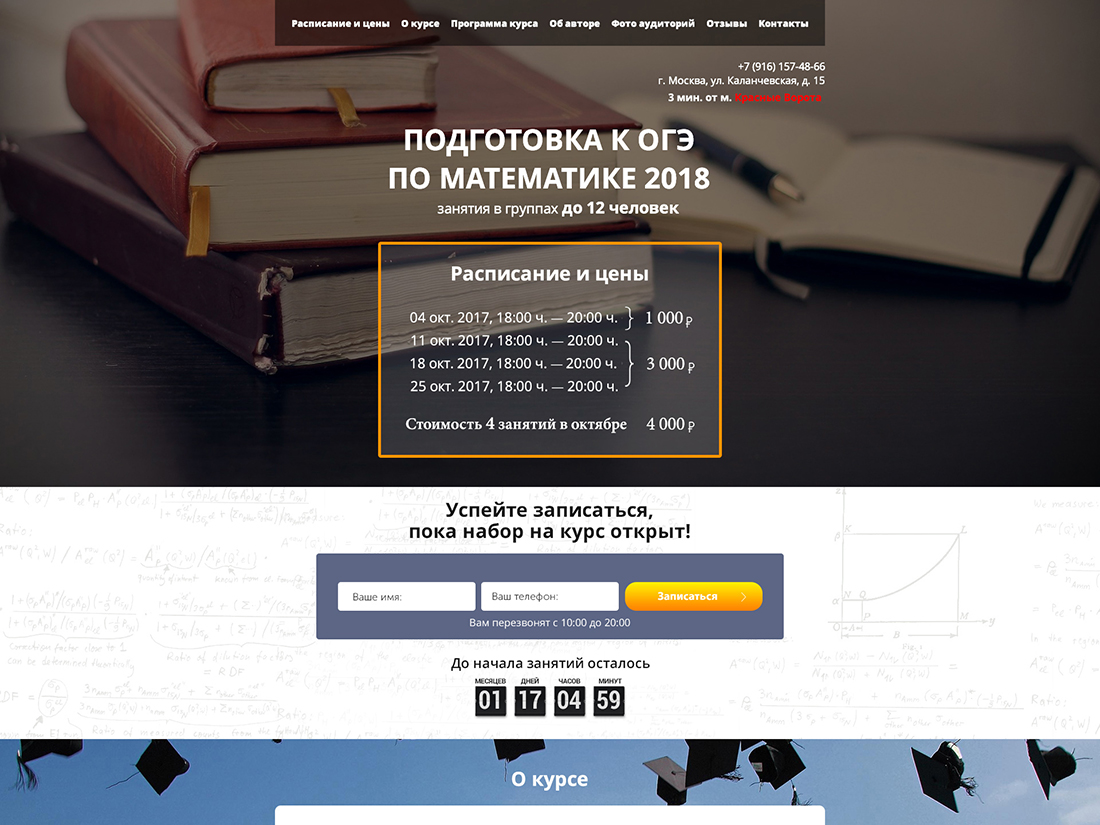 Расписание и цены О курсе Программа курса Об авторе Фото аудиторий Отзывы Контакты
+7 (916) 157-48-66
г. Москва, ул. Каланчевская, д. 15
3 мин. от м. Красные Ворота
ПОДГОТОВКА К ОГЭ
ПО МАТЕМАТИКЕ 2018
занятия в группах до 12 человек
Расписание и цены
04 окт. 2017, 18:00 ч. — 20:00 ч. } 1 000 ₽
11 окт. 2017, 18:00 ч. — 20:00 ч.
18 окт. 2017, 18:00 ч. — 20:00 ч. } 3 000 ₽
25 окт. 2017, 18:00 ч. — 20:00 ч.
Стоимость 4 занятий в октябре 4 000 ₽
Успейте записаться,
пока набор на курс открыт!
Ваше имя: Ваш телефон: Записаться
Вам перезвонят с 10:00 до 20:00
До начала занятий осталось
МЕСЯЦЕВ ДНЕЙ ЧАСОВ МИНУТ
01 17 04 59
О курсе